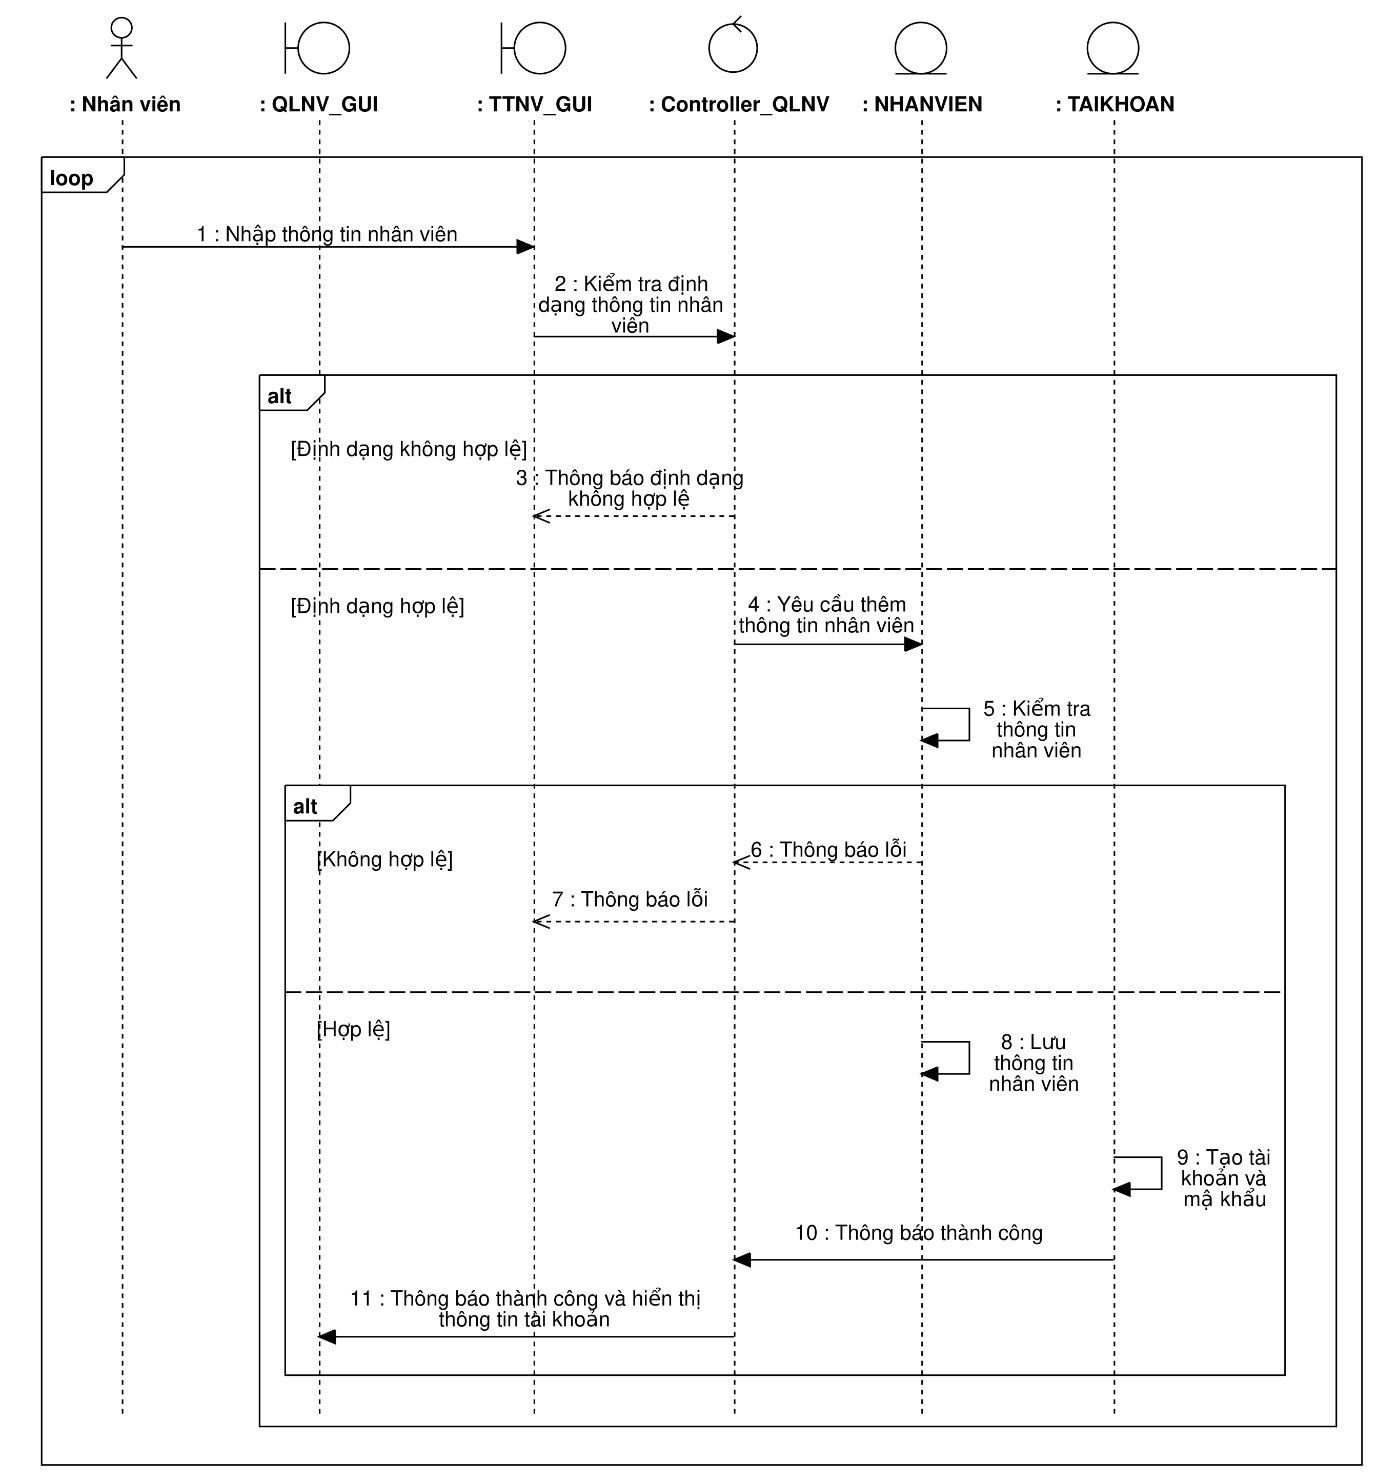 : Nhân viên
: QLNV_GUI
: TTNV_GUI
: Controller_QLNV
: NHANVIEN
: TAIKHOAN
loop
1 : Nhập thông tin nhân viên
2 : Kiểm tra định
dạng thông tin nhân
viên
alt
[Định dạng không hợp lệ]
3 : Thông báo định dạng
không hợp lệ
[Định dạng hợp lệ]
4 : Yêu cầu thêm
thông tin nhân viên
5 : Kiểm tra
thông tin
nhân viên
alt
[Không hợp lệ]
6 : Thông báo lỗi
7 : Thông báo lỗi
[Hợp lệ]
8 : Lưu
thông tin
nhân viên
9 : Tạo tài
khoản và
mậ khẩu
10 : Thông báo thành công
11 : Thông báo thành công và hiển thị
thông tin tài khoản